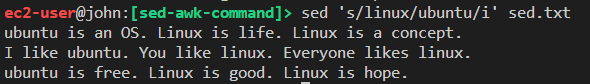 ec2-user@john:[sed-awk-command]> sed 's/linux/ubuntu/i' sed.txt
ubuntu is an OS. Linux is life. Linux is a concept.
I like ubuntu. You like linux. Everyone likes linux.
ubuntu is free. Linux is good. Linux is hope.